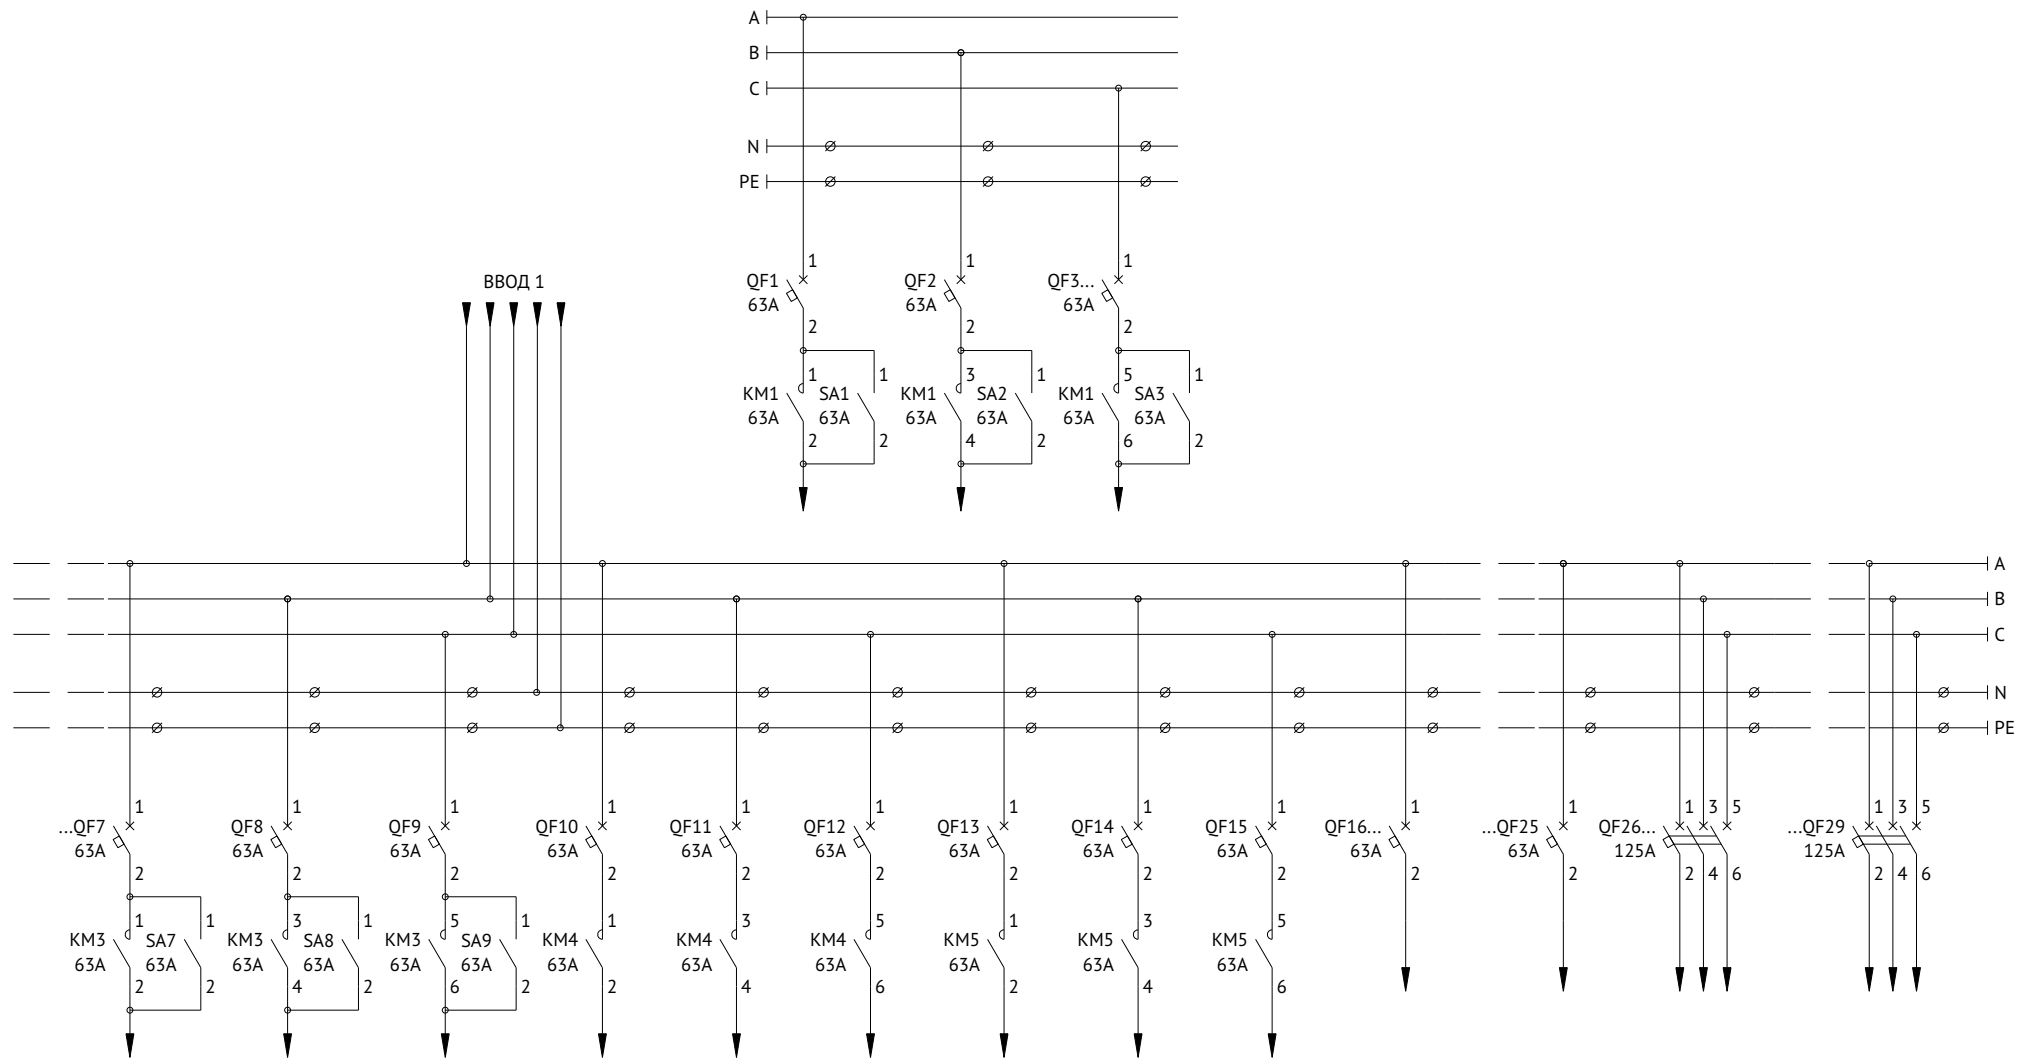 A
B
C
N
PE
1 1 1
QF1 QF2 QF3...
63A 63A 63A
2 2 2
1 1 3 1 5 1
KM1 SA1 KM1 SA2 KM1 SA3
63A 63A 63A 63A 63A 63A
2 2 4 2 6 2
ВВОД 1
A
B
C
N
PE
1 1 1 1 1 1 1 1 1 1 1 1 3 5 1 3 5
...QF7 QF8 QF9 QF10 QF11 QF12 QF13 QF14 QF15 QF16... ...QF25 QF26... ...QF29
63A 63A 63A 63A 63A 63A 63A 63A 63A 63A 63A 125A 125A
2 2 2 2 2 2 2 2 2 2 2 2 4 6 2 4 6
1 1 3 1 5 1 1 3 5 1 3 5
KM3 SA7 KM3 SA8 KM3 SA9 KM4 KM4 KM4 KM5 KM5 KM5
63A 63A 63A 63A 63A 63A 63A 63A 63A 63A 63A 63A
2 2 4 2 6 2 2 4 6 2 4 6